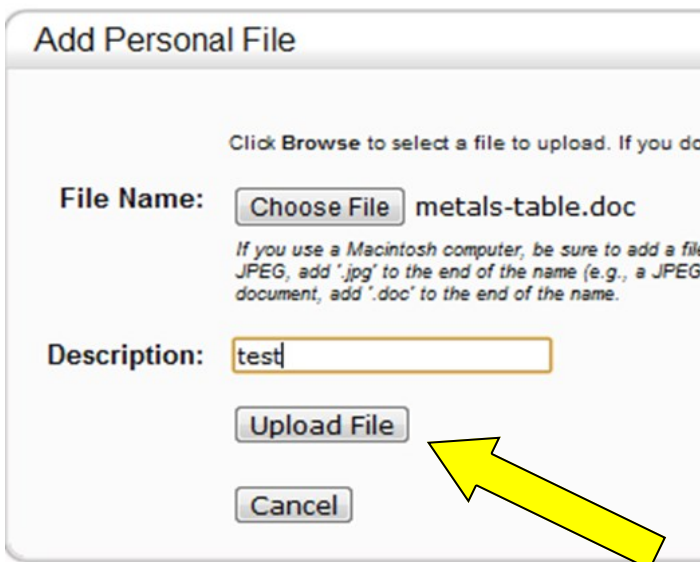 Add Personal File
Click Browse to select a file to upload. If you do
File Name: Choose File metals-table.doc
If you use a Macintosh computer, be sure to add a file
JPEG, add '.jpg' to the end of the name (e.g., a JPEG
document, add '.doc' to the end of the name.
Description: test
Upload File
Cancel